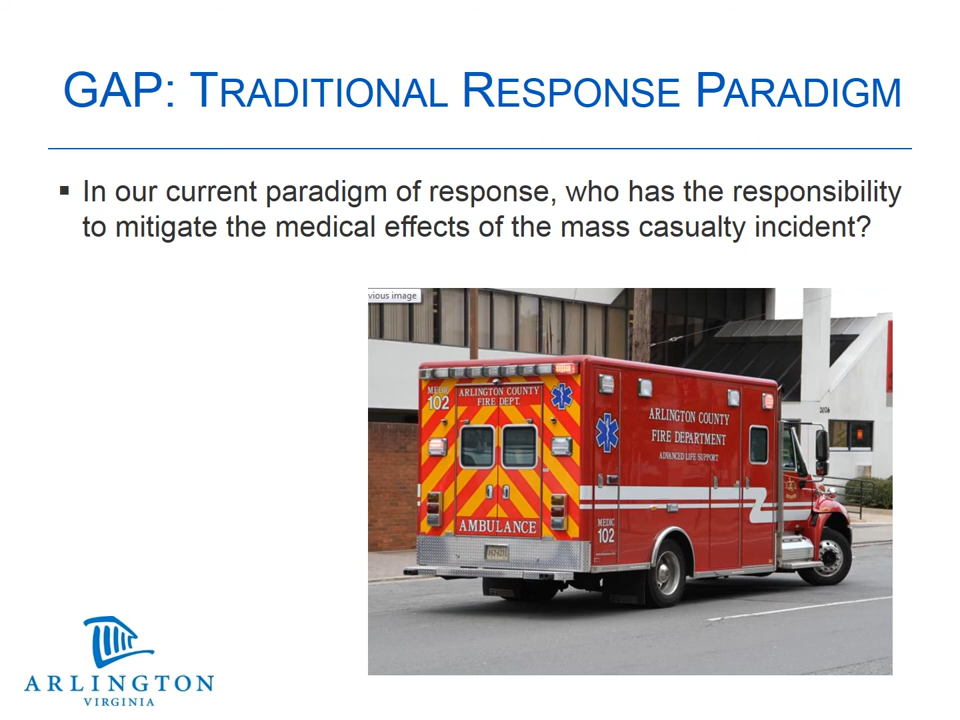 GAP: TRADITIONAL RESPONSE PARADIGM
▪ In our current paradigm of response, who has the responsibility
to mitigate the medical effects of the mass casualty incident?
vious image
MEDIC
102
ARLINGTON COUNTY
FIRE DEPT.
AMBULANCE
ARLINGTON COUNTY
FIRE DEPARTMENT
ADVANCED LIFE SUPPORT
MEDIC
102
ARLINGTON
VIRGINIA